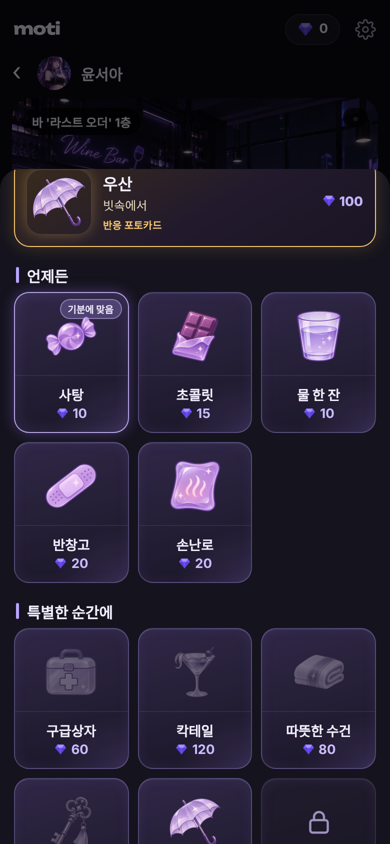 moti
0
윤서아
바 '라스트 오더' 1층
Wine Bar
우산
빗속에서
100
반응 포토카드
언제든
기분에 맞음
사탕
10
초콜릿
15
물 한 잔
10
반창고
20
손난로
20
특별한 순간에
구급상자
60
칵테일
120
따뜻한 수건
80